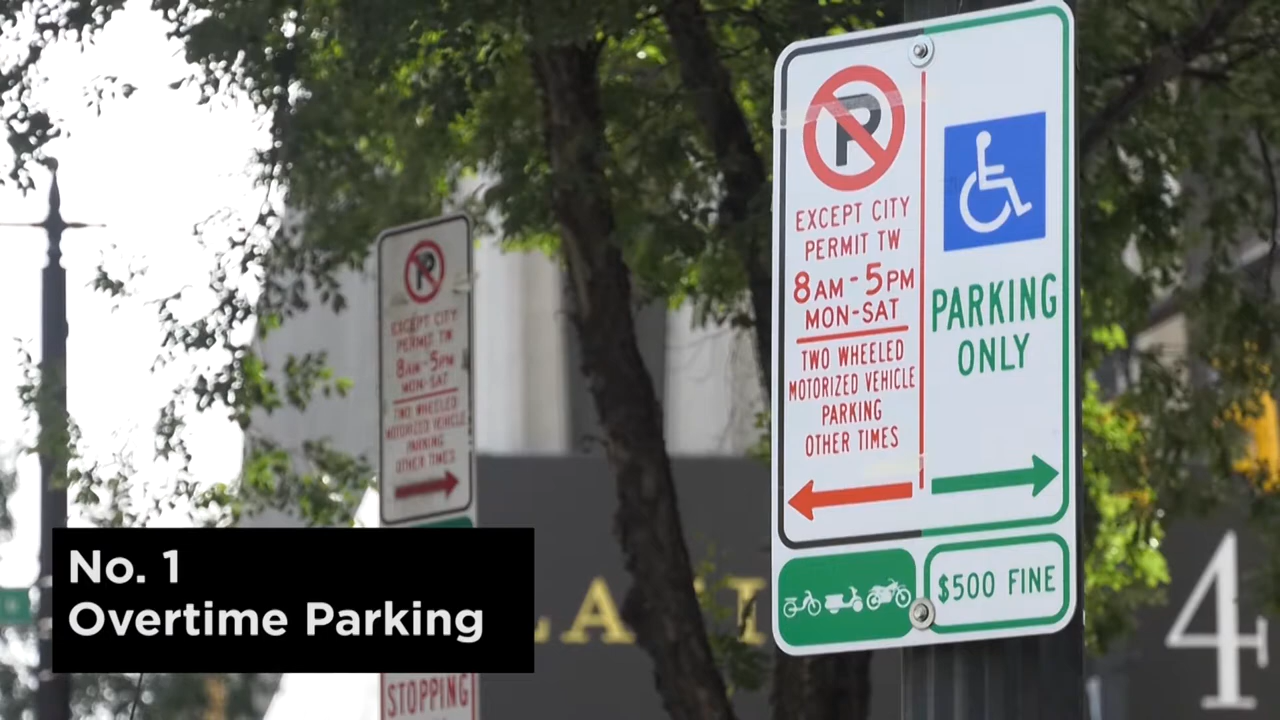 P
EXCEPT CITY
PERMIT TW
8AM-5PM
MON-SAT
TWO WHEELED
MOTORIZED VEHICLE
PARKING
OTHER TIMES
PARKING
ONLY
$500 FINE
P
EXCEPT CITY
PERMIT TW
8AM-5PM
MON-SAT
TWO WHEELED
MOTORIZED VEHICLE
PARKING
OTHER TIMES
STOPPING
4
No. 1
Overtime Parking